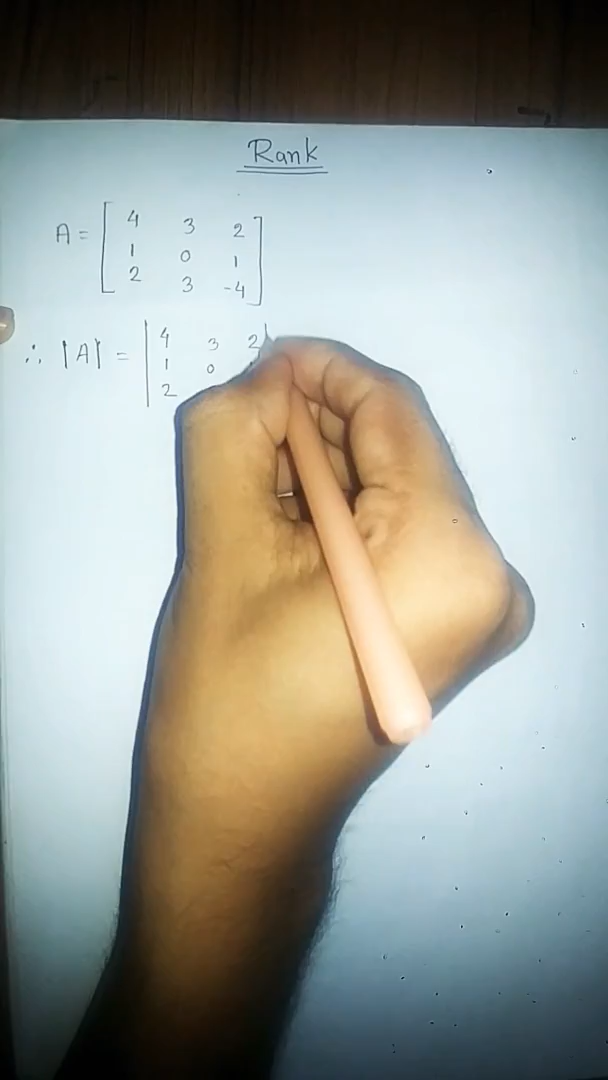 Rank
A = [ 4 3 2
1 0 1
2 3 -4 ]
∴ |A| = | 4 3 2 |
1 0
2